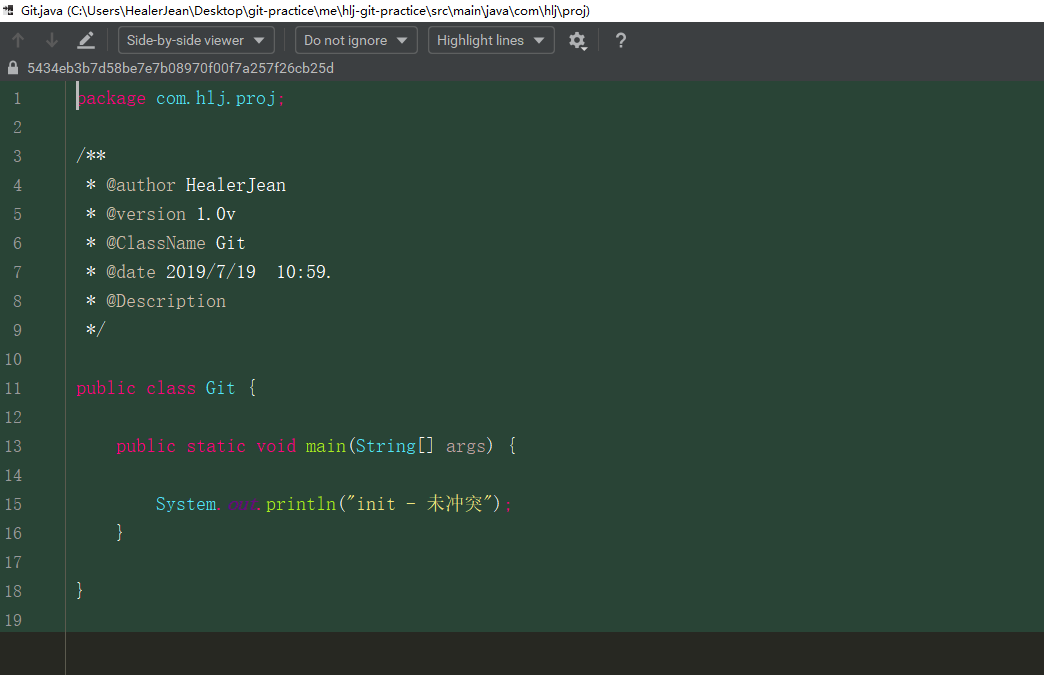 Git.java (C:\Users\HealerJean\Desktop\git-practice\me\hlj-git-practice\src\main\java\com\hlj\proj)
Side-by-side viewer Do not ignore Highlight lines ?
5434eb3b7d58be7e7b08970f00f7a257f26cb25d
1 package com.hlj.proj;
2
3 /**
4 * @author HealerJean
5 * @version 1.0v
6 * @ClassName Git
7 * @date 2019/7/19  10:59.
8 * @Description
9 */
10
11 public class Git {
12
13 public static void main(String[] args) {
14
15 System.out.println("init - 未冲突");
16 }
17
18 }
19